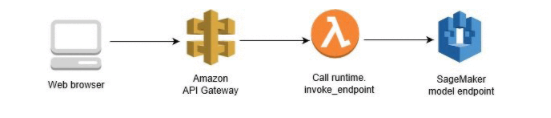 Web browser
Amazon
API Gateway
Call runtime.
invoke_endpoint
SageMaker
model endpoint